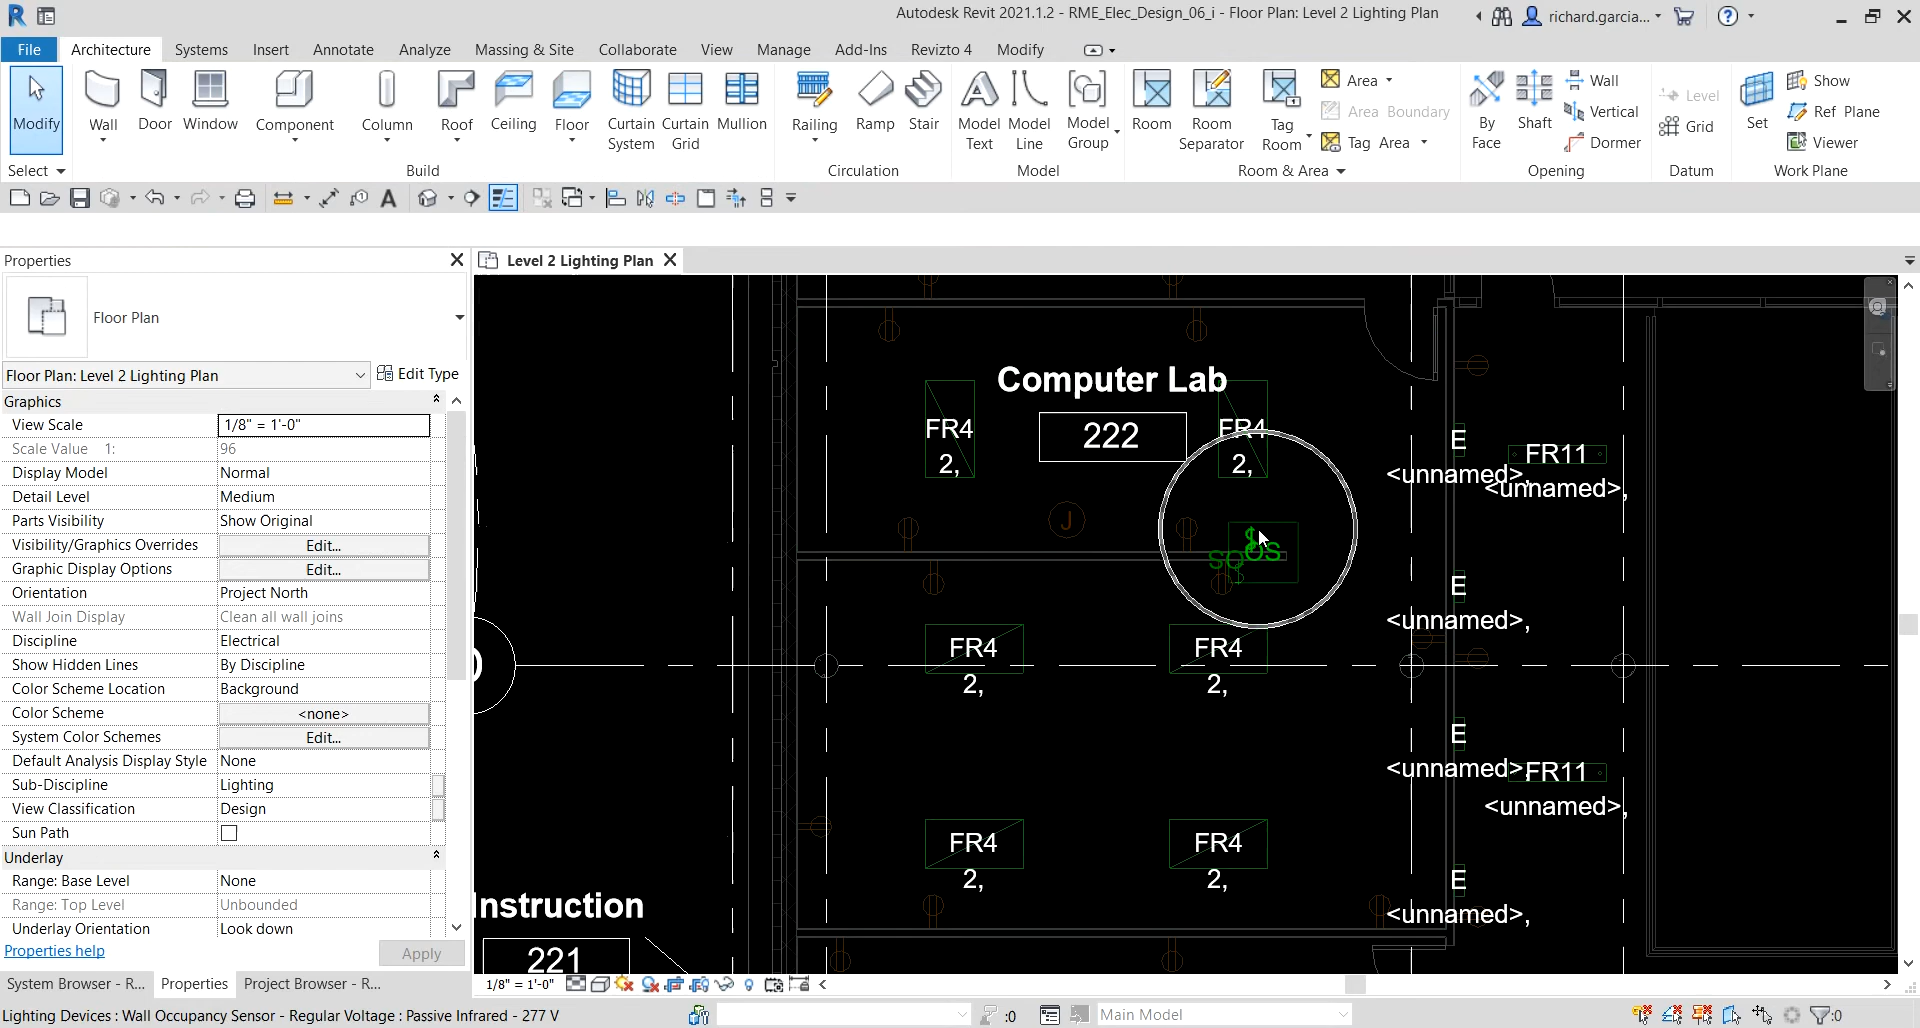 Autodesk Revit 2021.1.2 - RME_Elec_Design_06_i - Floor Plan: Level 2 Lighting Plan
richard.garcia...
File Architecture Systems Insert Annotate Analyze Massing & Site Collaborate View Manage Add-Ins Revizto 4 Modify
Modify
Wall
Door
Window
Component
Column
Roof
Ceiling
Floor
Curtain System
Curtain Grid
Mullion
Railing
Ramp
Stair
Model Text
Model Line
Model Group
Room
Room Separator
Tag Room
Area
Area Boundary
Tag Area
By Face
Shaft
Wall
Vertical
Dormer
Level
Grid
Set
Show
Ref Plane
Viewer
Select
Build
Circulation
Model
Room & Area
Opening
Datum
Work Plane
Properties
Level 2 Lighting Plan
Floor Plan
Floor Plan: Level 2 Lighting Plan
Edit Type
Graphics
View Scale 1/8" = 1'-0"
Scale Value 1: 96
Display Model Normal
Detail Level Medium
Parts Visibility Show Original
Visibility/Graphics Overrides Edit...
Graphic Display Options Edit...
Orientation Project North
Wall Join Display Clean all wall joins
Discipline Electrical
Show Hidden Lines By Discipline
Color Scheme Location Background
Color Scheme <none>
System Color Schemes Edit...
Default Analysis Display Style None
Sub-Discipline Lighting
View Classification Design
Sun Path
Underlay
Range: Base Level None
Range: Top Level Unbounded
Underlay Orientation Look down
Properties help
Apply
System Browser - R... Properties Project Browser - R...
Computer Lab
222
FR4
2,
FR4
2,
J
$
OS
E
<unnamed>,
FR11
<unnamed>,
E
<unnamed>,
FR4
2,
FR4
2,
E
<unnamed>
FR11
<unnamed>,
FR4
2,
FR4
2,
E
<unnamed>,
Instruction
221
1/8" = 1'-0"
Lighting Devices : Wall Occupancy Sensor - Regular Voltage : Passive Infrared - 277 V
:0
Main Model
:0